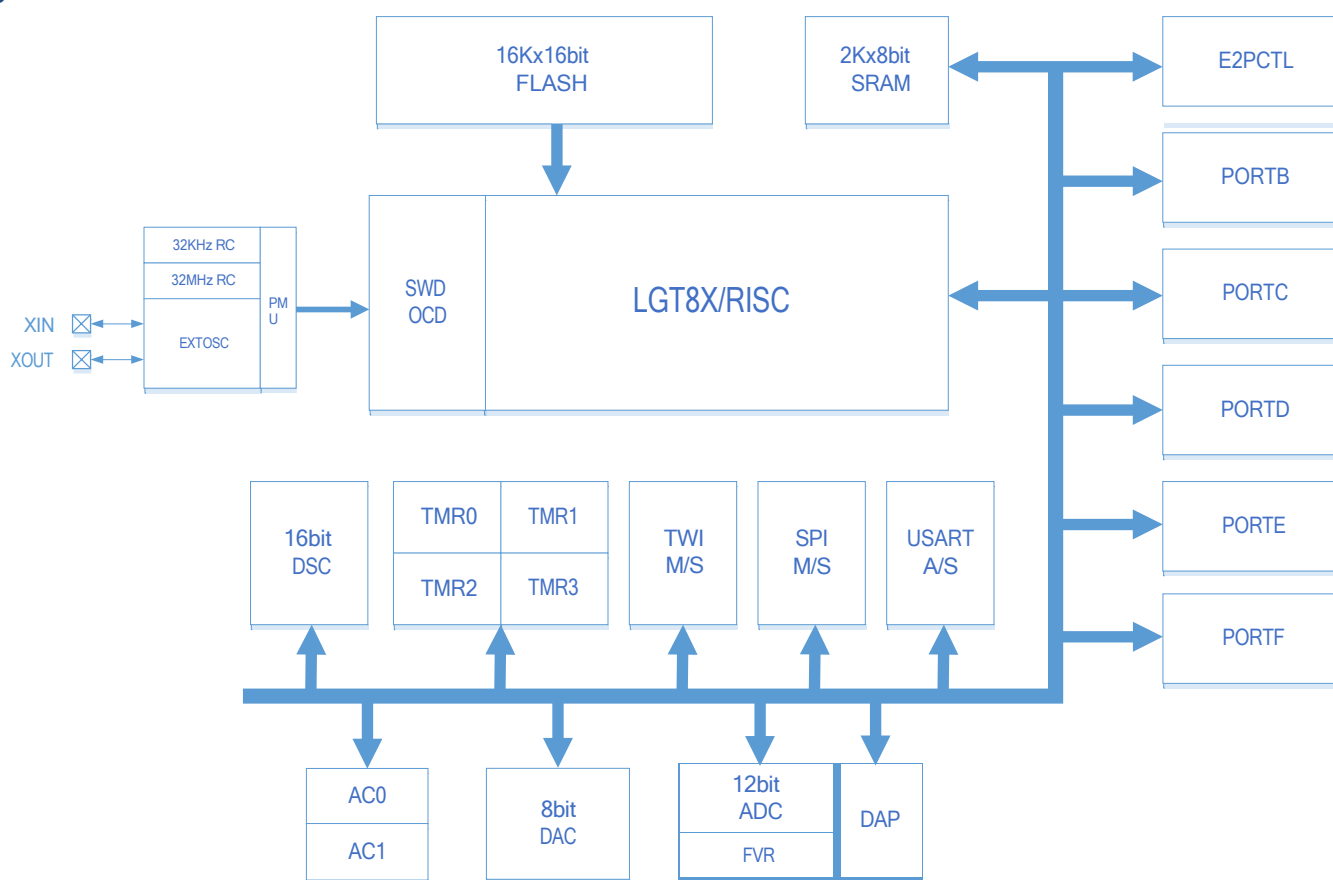 16Kx16bit
FLASH
2Kx8bit
SRAM
E2PCTL
PORTB
32KHz RC
32MHz RC
EXTOSC
PM
U
XIN
XOUT
SWD
OCD
LGT8X/RISC
PORTC
PORTD
16bit
DSC
TMR0
TMR1
TMR2
TMR3
TWI
M/S
SPI
M/S
USART
A/S
PORTE
PORTF
AC0
AC1
8bit
DAC
12bit
ADC
FVR
DAP